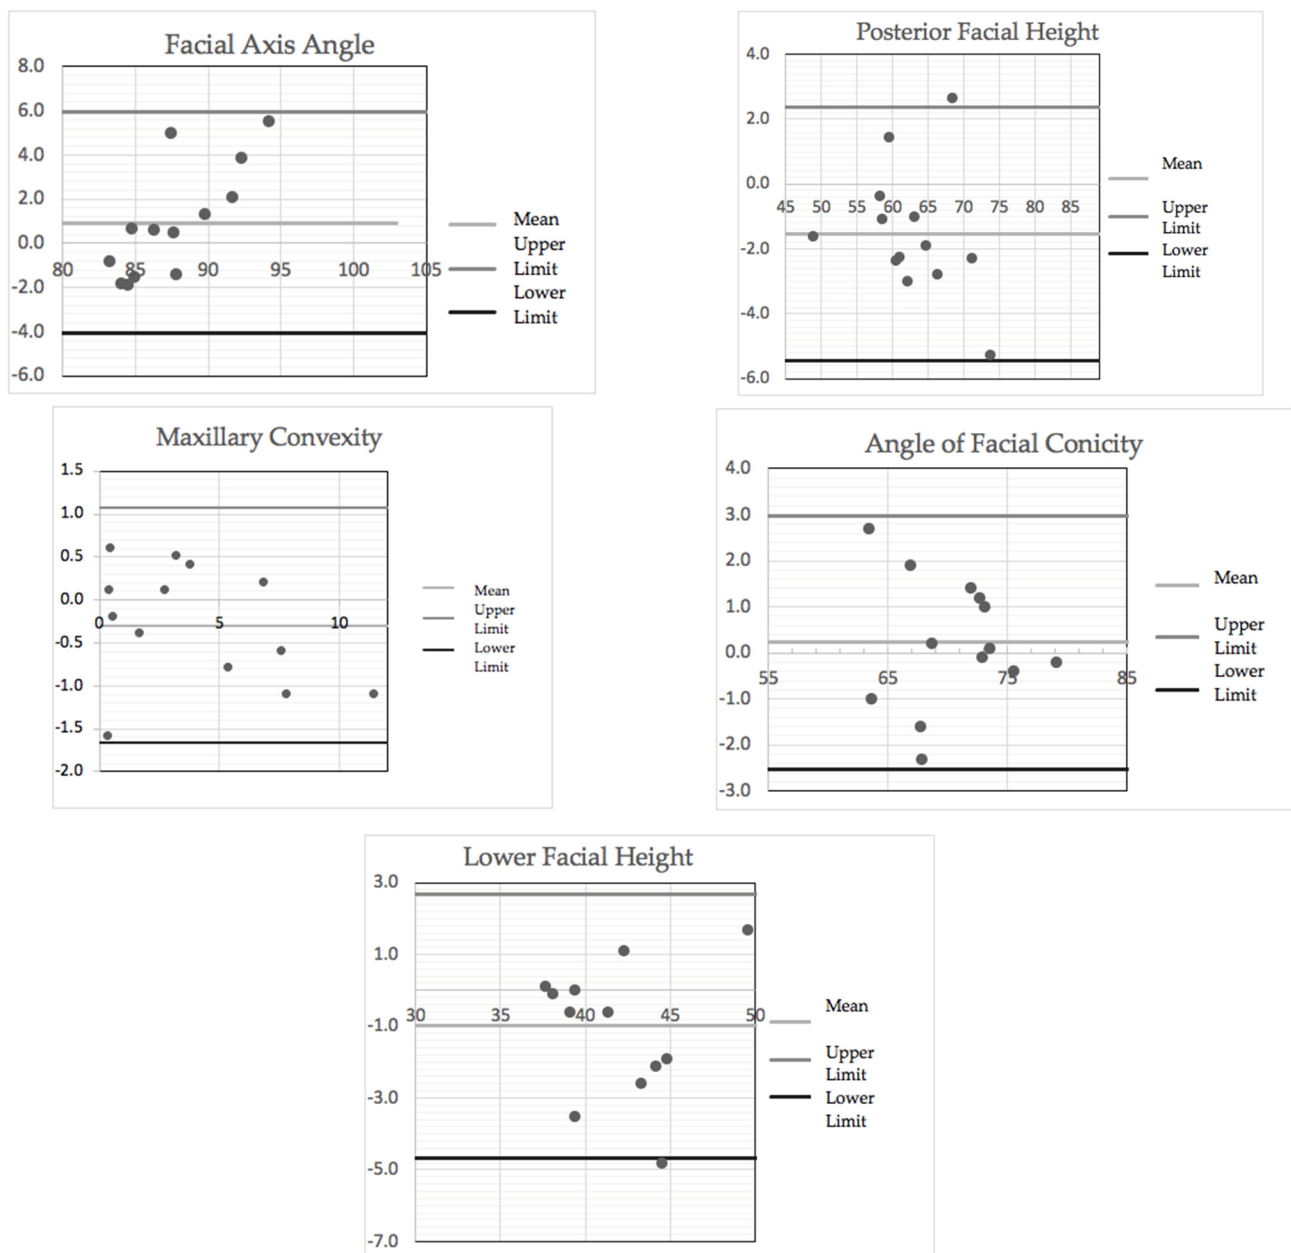 Facial Axis Angle
8.0
6.0
4.0
2.0
0.0
80 85 90 95 100 105
-2.0
-4.0
-6.0
Mean
Upper
Limit
Lower
Limit
Posterior Facial Height
4.0
2.0
0.0
45 50 55 60 65 70 75 80 85
-2.0
-4.0
-6.0
Mean
Upper
Limit
Lower
Limit
Maxillary Convexity
1.5
1.0
0.5
0.0
0 5 10
-0.5
-1.0
-1.5
-2.0
Mean
Upper
Limit
Lower
Limit
Angle of Facial Conicity
4.0
3.0
2.0
1.0
0.0
55 65 75 85
-1.0
-2.0
-3.0
Mean
Upper
Limit
Lower
Limit
Lower Facial Height
3.0
1.0
30 35 40 45 50
-1.0
-3.0
-5.0
-7.0
Mean
Upper
Limit
Lower
Limit